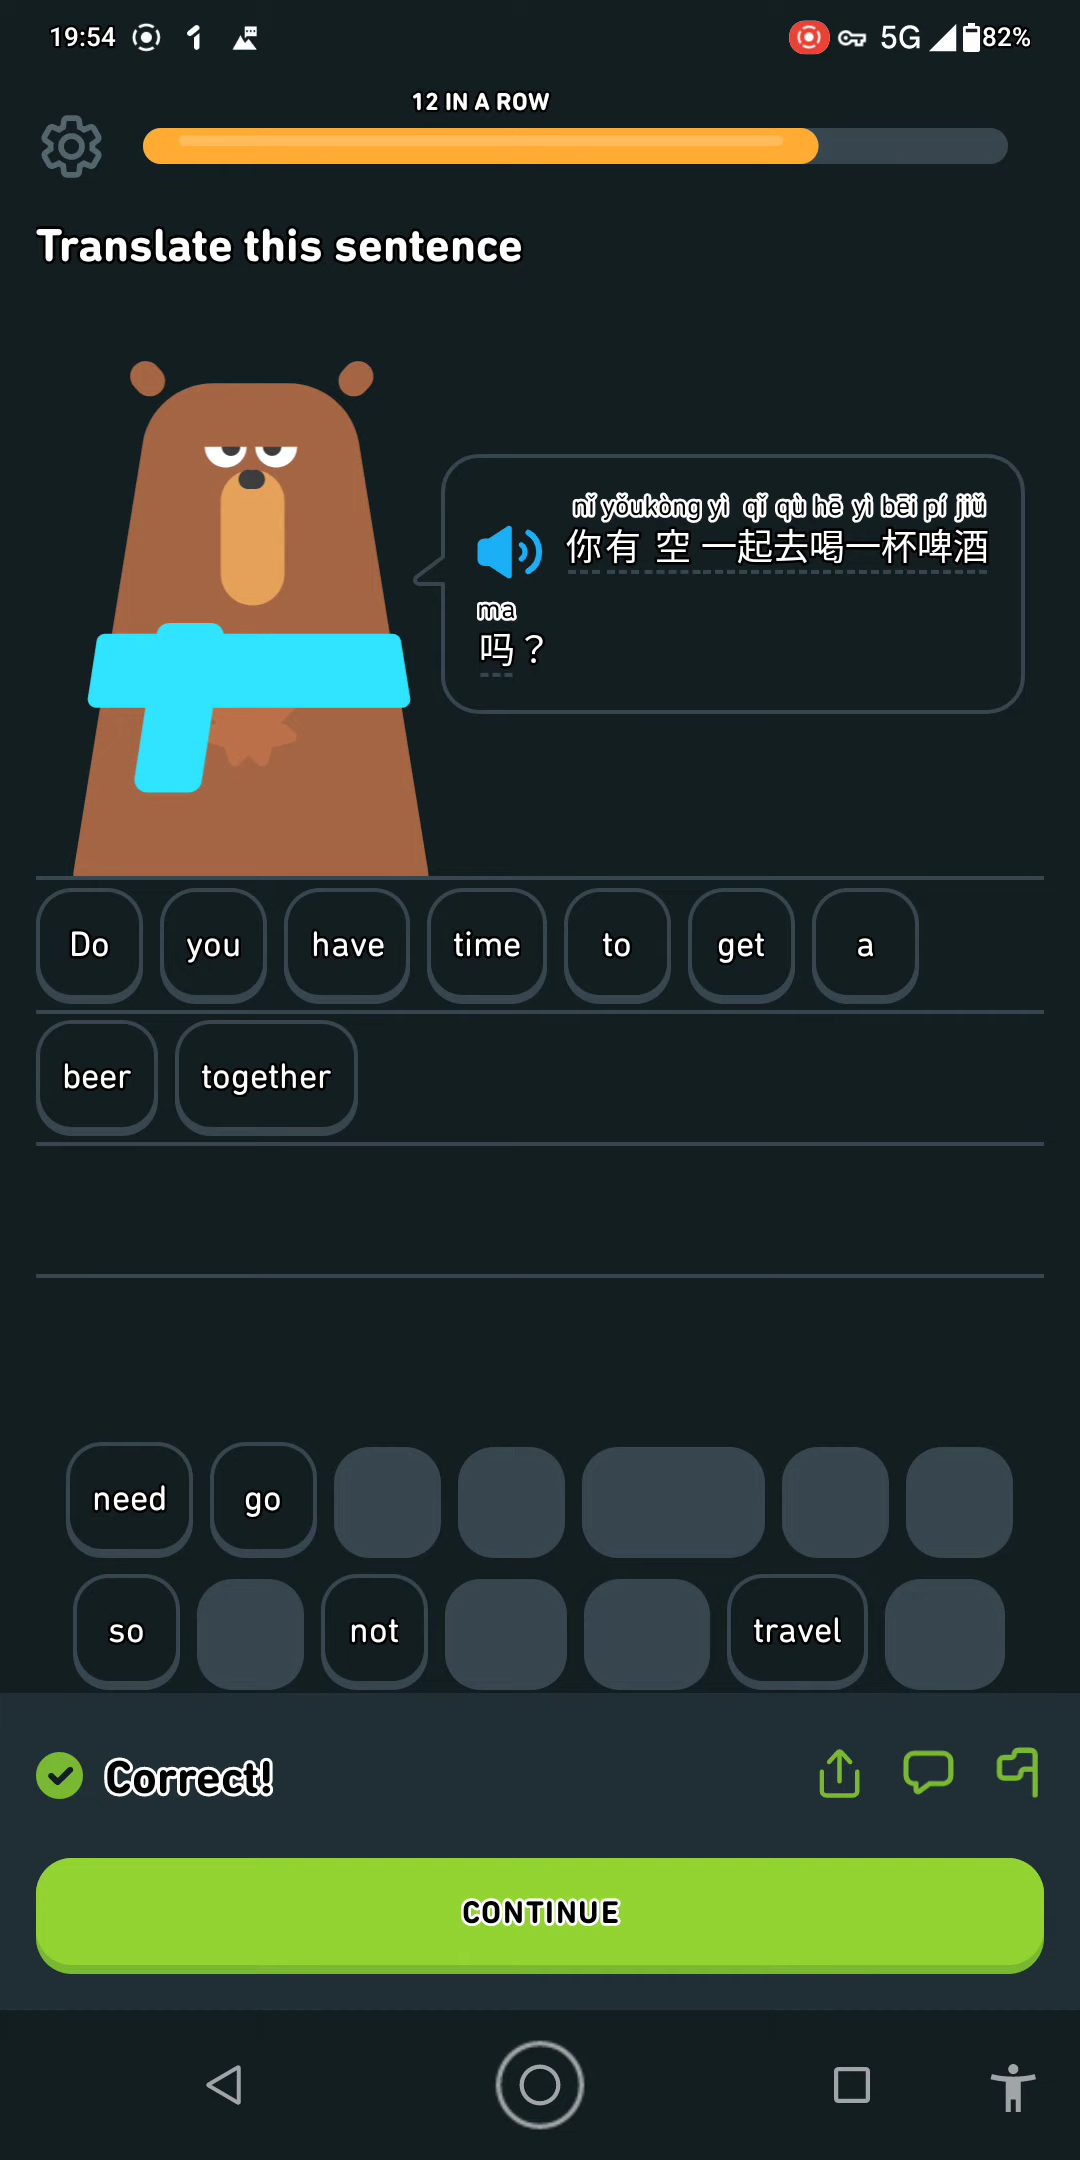 19:54
5G 82%
12 IN A ROW
Translate this sentence
nǐ yǒukòng yì qǐ qù hē yì bēi pí jiǔ
你有 空 一起去喝一杯啤酒
ma
吗？
Do you have time to get a
beer together
need go
so not travel
Correct!
CONTINUE